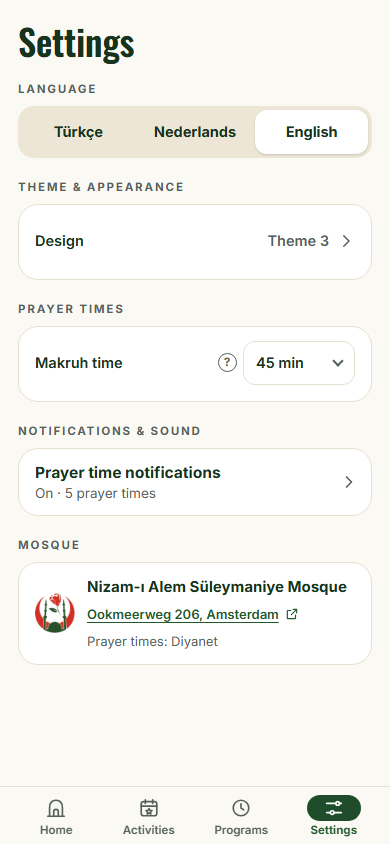 Settings
LANGUAGE
Türkçe Nederlands English
THEME & APPEARANCE
Design Theme 3
PRAYER TIMES
Makruh time ? 45 min
NOTIFICATIONS & SOUND
Prayer time notifications
On · 5 prayer times
MOSQUE
Nizam-ı Alem Süleymaniye Mosque
Ookmeerweg 206, Amsterdam
Prayer times: Diyanet
Home Activities Programs Settings